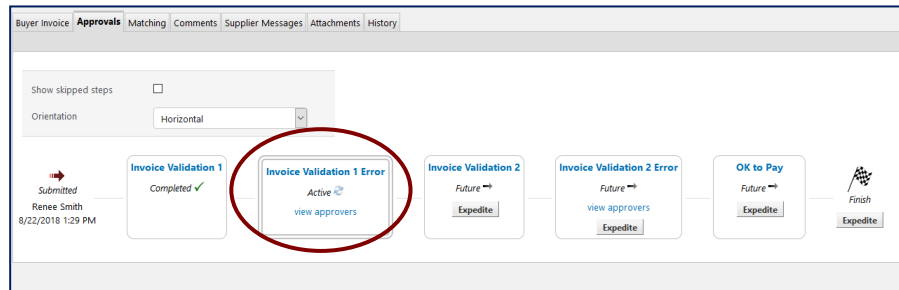 Buyer Invoice Approvals Matching Comments Supplier Messages Attachments History
Show skipped steps
Orientation Horizontal
Submitted
Renee Smith
8/22/2018 1:29 PM
Invoice Validation 1
Completed ✓
Invoice Validation 1 Error
Active
view approvers
Invoice Validation 2
Future →
Expedite
Invoice Validation 2 Error
Future →
view approvers
Expedite
OK to Pay
Future →
Expedite
Finish
Expedite